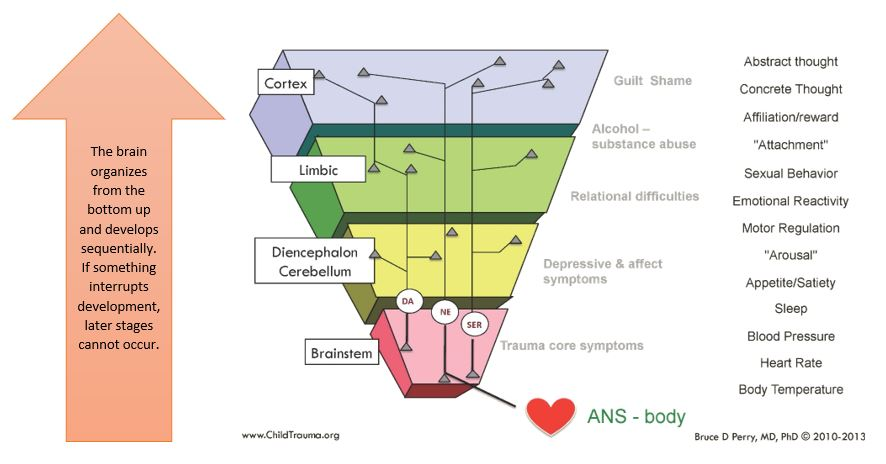 The brain
organizes
from the
bottom up
and develops
sequentially.
If something
interrupts
development,
later stages
cannot occur.
Cortex
Limbic
Diencephalon
Cerebellum
Brainstem
DA
NE
SER
Guilt Shame
Alcohol –
substance abuse
Relational difficulties
Depressive & affect
symptoms
Trauma core symptoms
ANS - body
Abstract thought
Concrete Thought
Affiliation/reward
"Attachment"
Sexual Behavior
Emotional Reactivity
Motor Regulation
"Arousal"
Appetite/Satiety
Sleep
Blood Pressure
Heart Rate
Body Temperature
www.ChildTrauma.org
Bruce D Perry, MD, PhD © 2010-2013